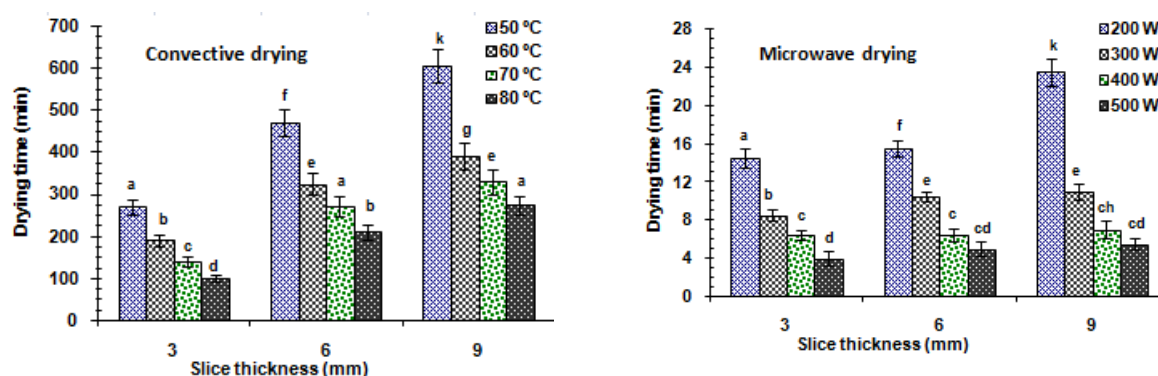 Convective drying
50 ºC
60 ºC
70 ºC
80 ºC
Drying time (min)
700
600
500
400
300
200
100
0
a
b
c
d
f
e
a
b
k
g
e
a
3
6
9
Slice thickness (mm)
Microwave drying
200 W
300 W
400 W
500 W
Drying time (min)
28
24
20
16
12
8
4
0
a
b
c
d
f
e
c
cd
k
e
ch
cd
3
6
9
Slice thickness (mm)